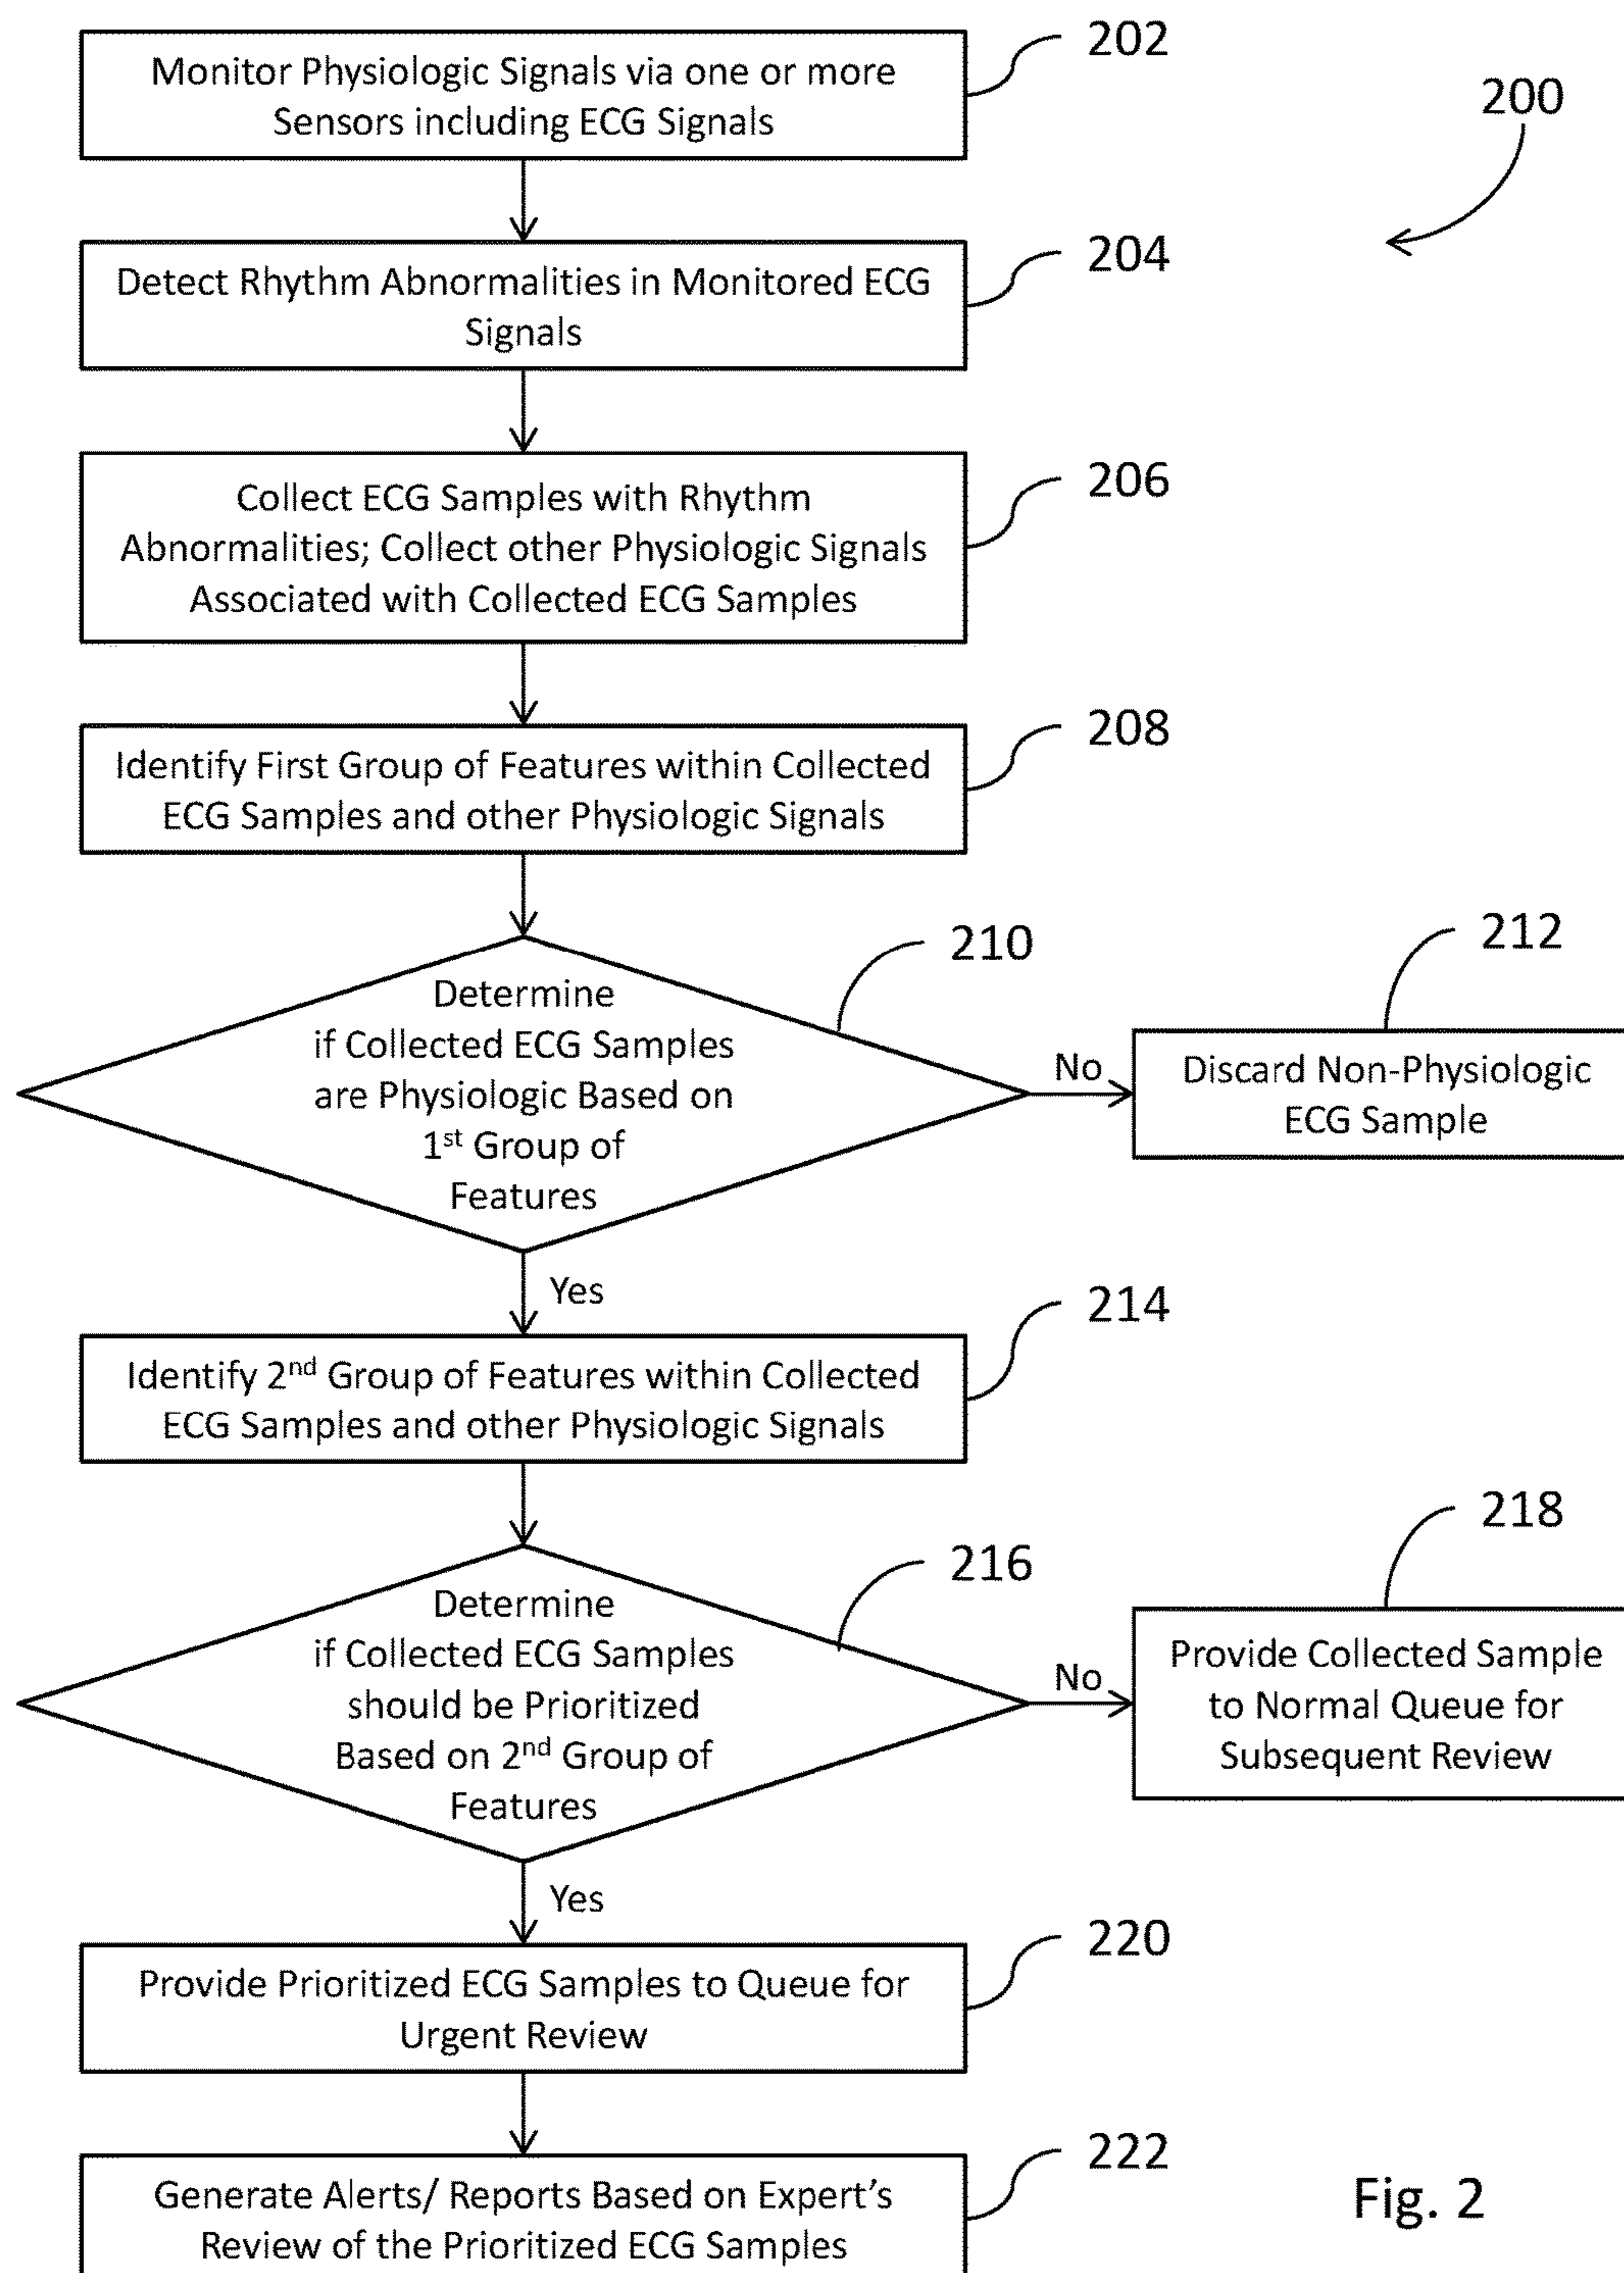 202
Monitor Physiologic Signals via one or more
Sensors including ECG Signals
200
204
Detect Rhythm Abnormalities in Monitored ECG
Signals
206
Collect ECG Samples with Rhythm
Abnormalities; Collect other Physiologic Signals
Associated with Collected ECG Samples
208
Identify First Group of Features within Collected
ECG Samples and other Physiologic Signals
210
Determine
if Collected ECG Samples
are Physiologic Based on
1st Group of
Features
No
212
Discard Non-Physiologic
ECG Sample
Yes
214
Identify 2nd Group of Features within Collected
ECG Samples and other Physiologic Signals
216
Determine
if Collected ECG Samples
should be Prioritized
Based on 2nd Group of
Features
No
218
Provide Collected Sample
to Normal Queue for
Subsequent Review
Yes
220
Provide Prioritized ECG Samples to Queue for
Urgent Review
222
Generate Alerts/ Reports Based on Expert’s
Review of the Prioritized ECG Samples
Fig. 2